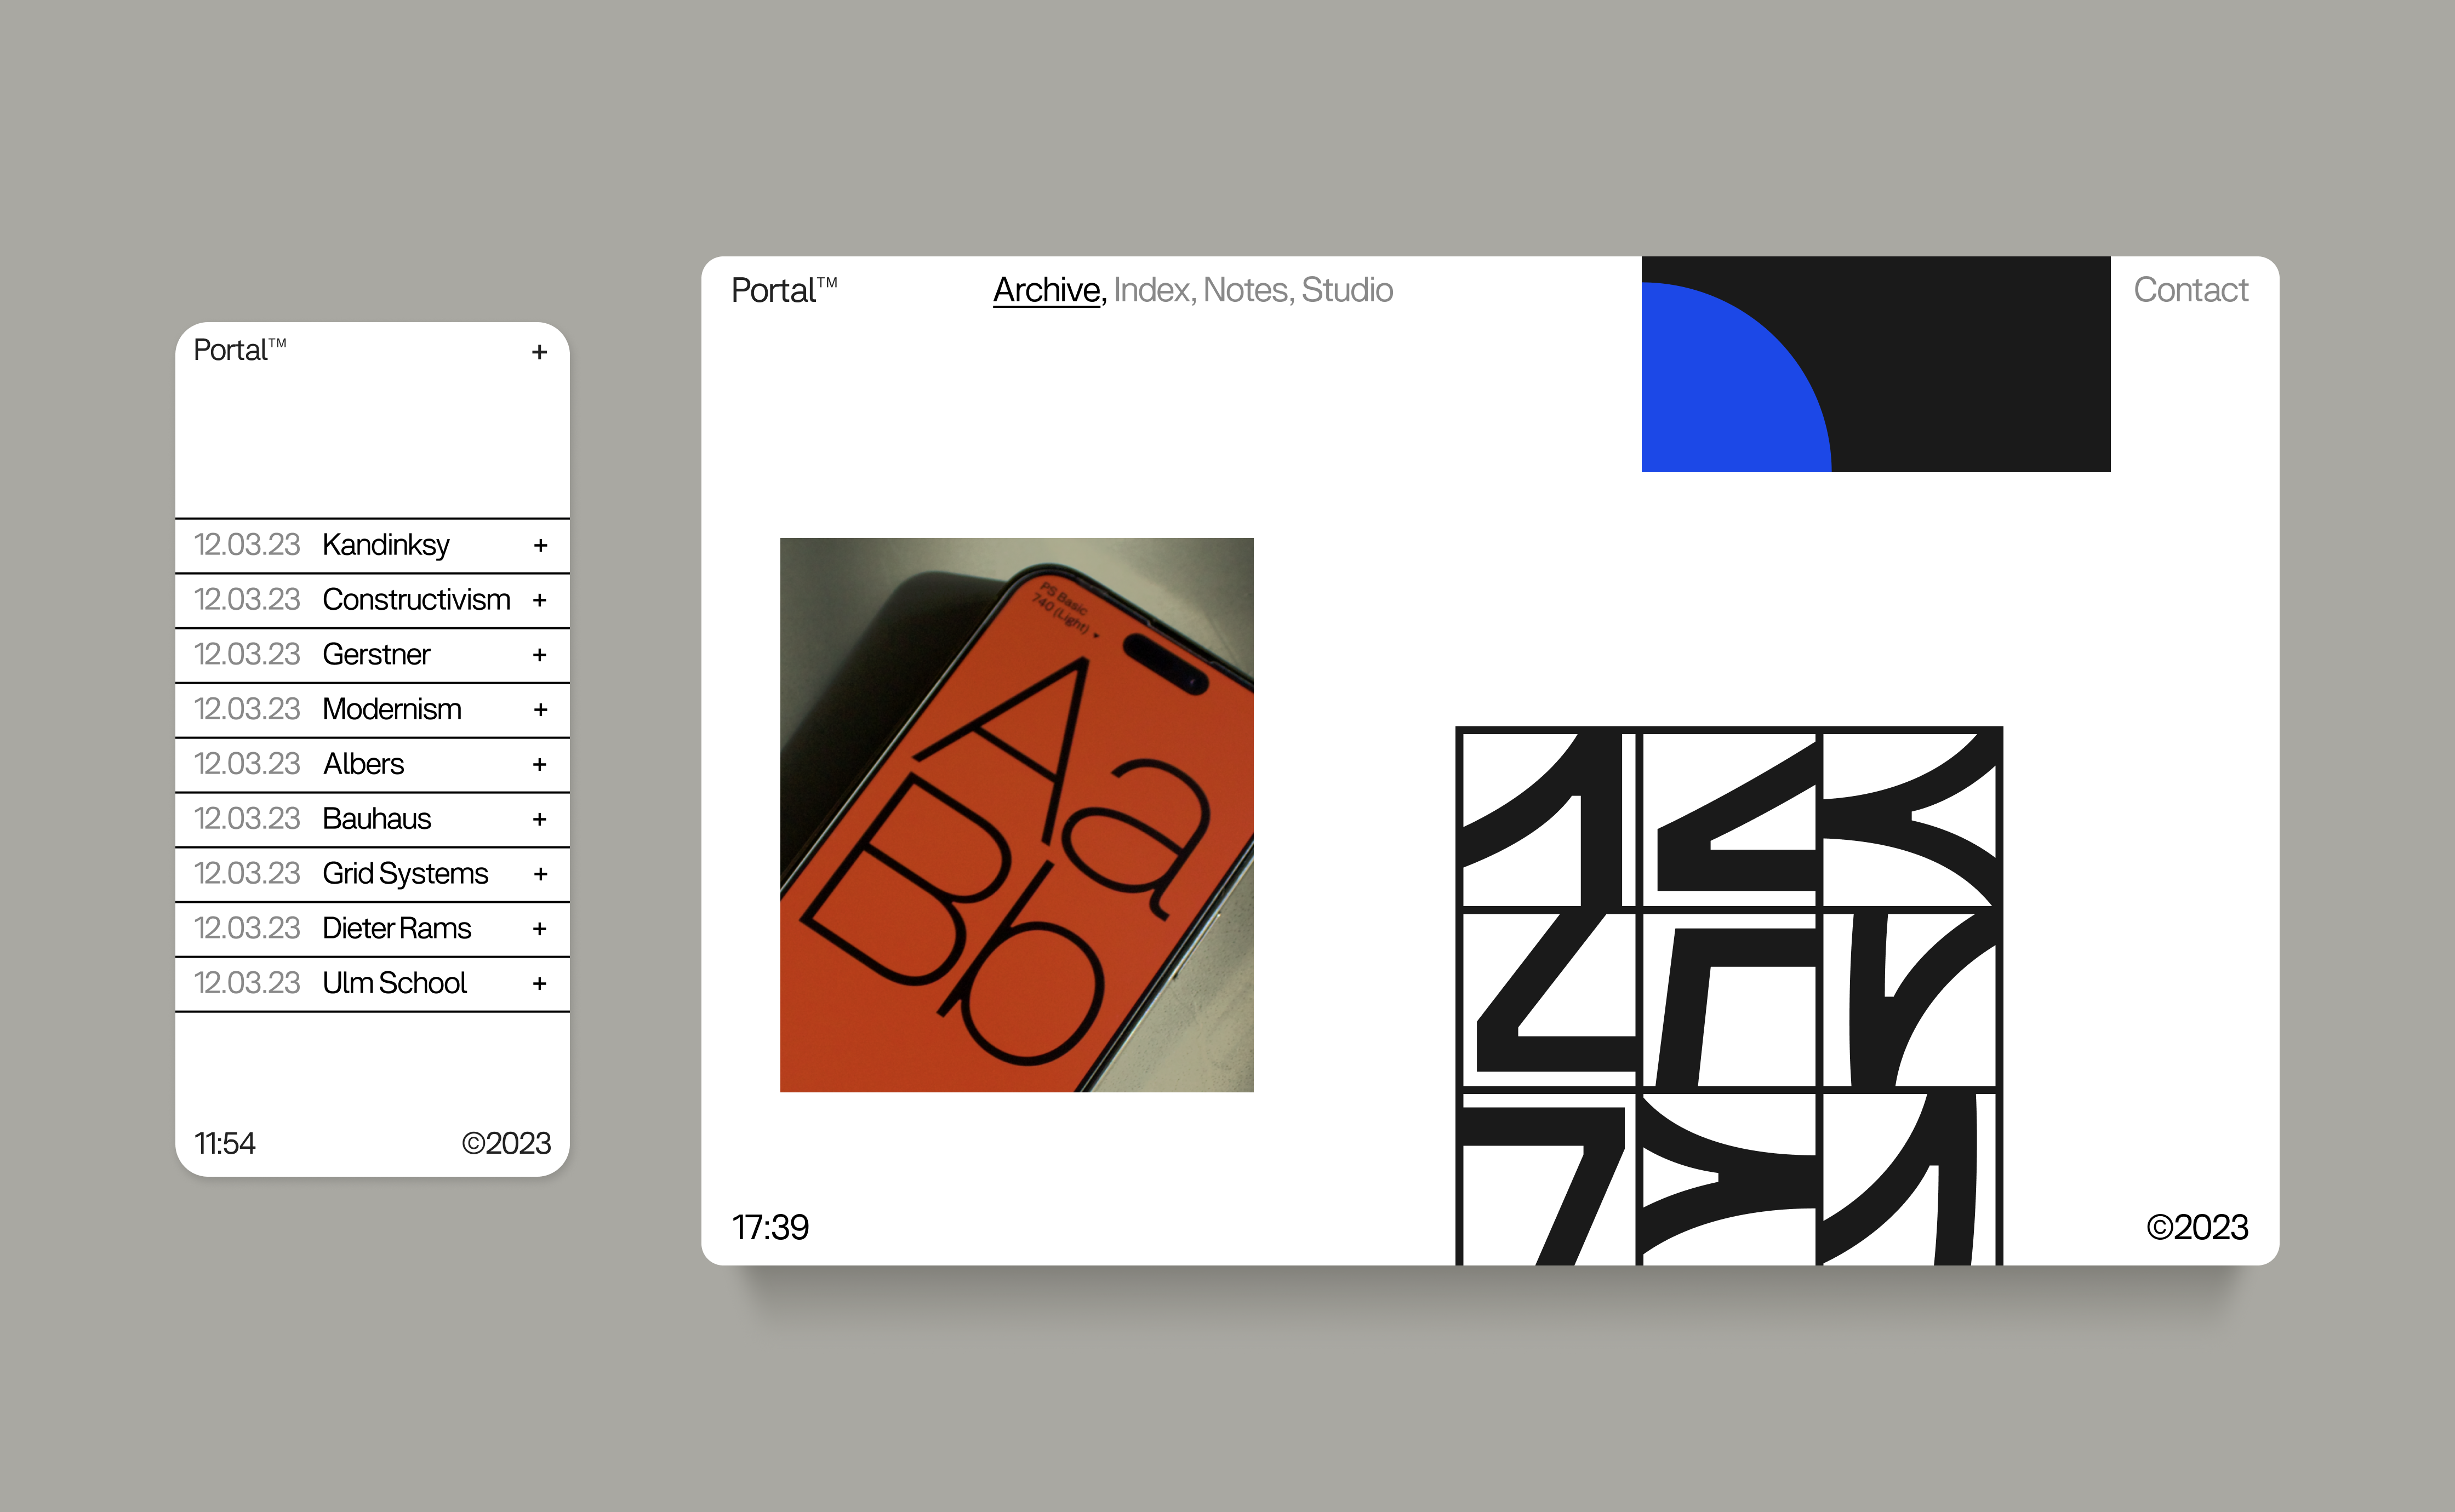 Portal™ +
12.03.23 Kandinksy +
12.03.23 Constructivism +
12.03.23 Gerstner +
12.03.23 Modernism +
12.03.23 Albers +
12.03.23 Bauhaus +
12.03.23 Grid Systems +
12.03.23 Dieter Rams +
12.03.23 Ulm School +
11:54 ©2023
Portal™ Archive, Index, Notes, Studio Contact
PS Basic
740 (Light)
Aa
Bb
17:39 ©2023